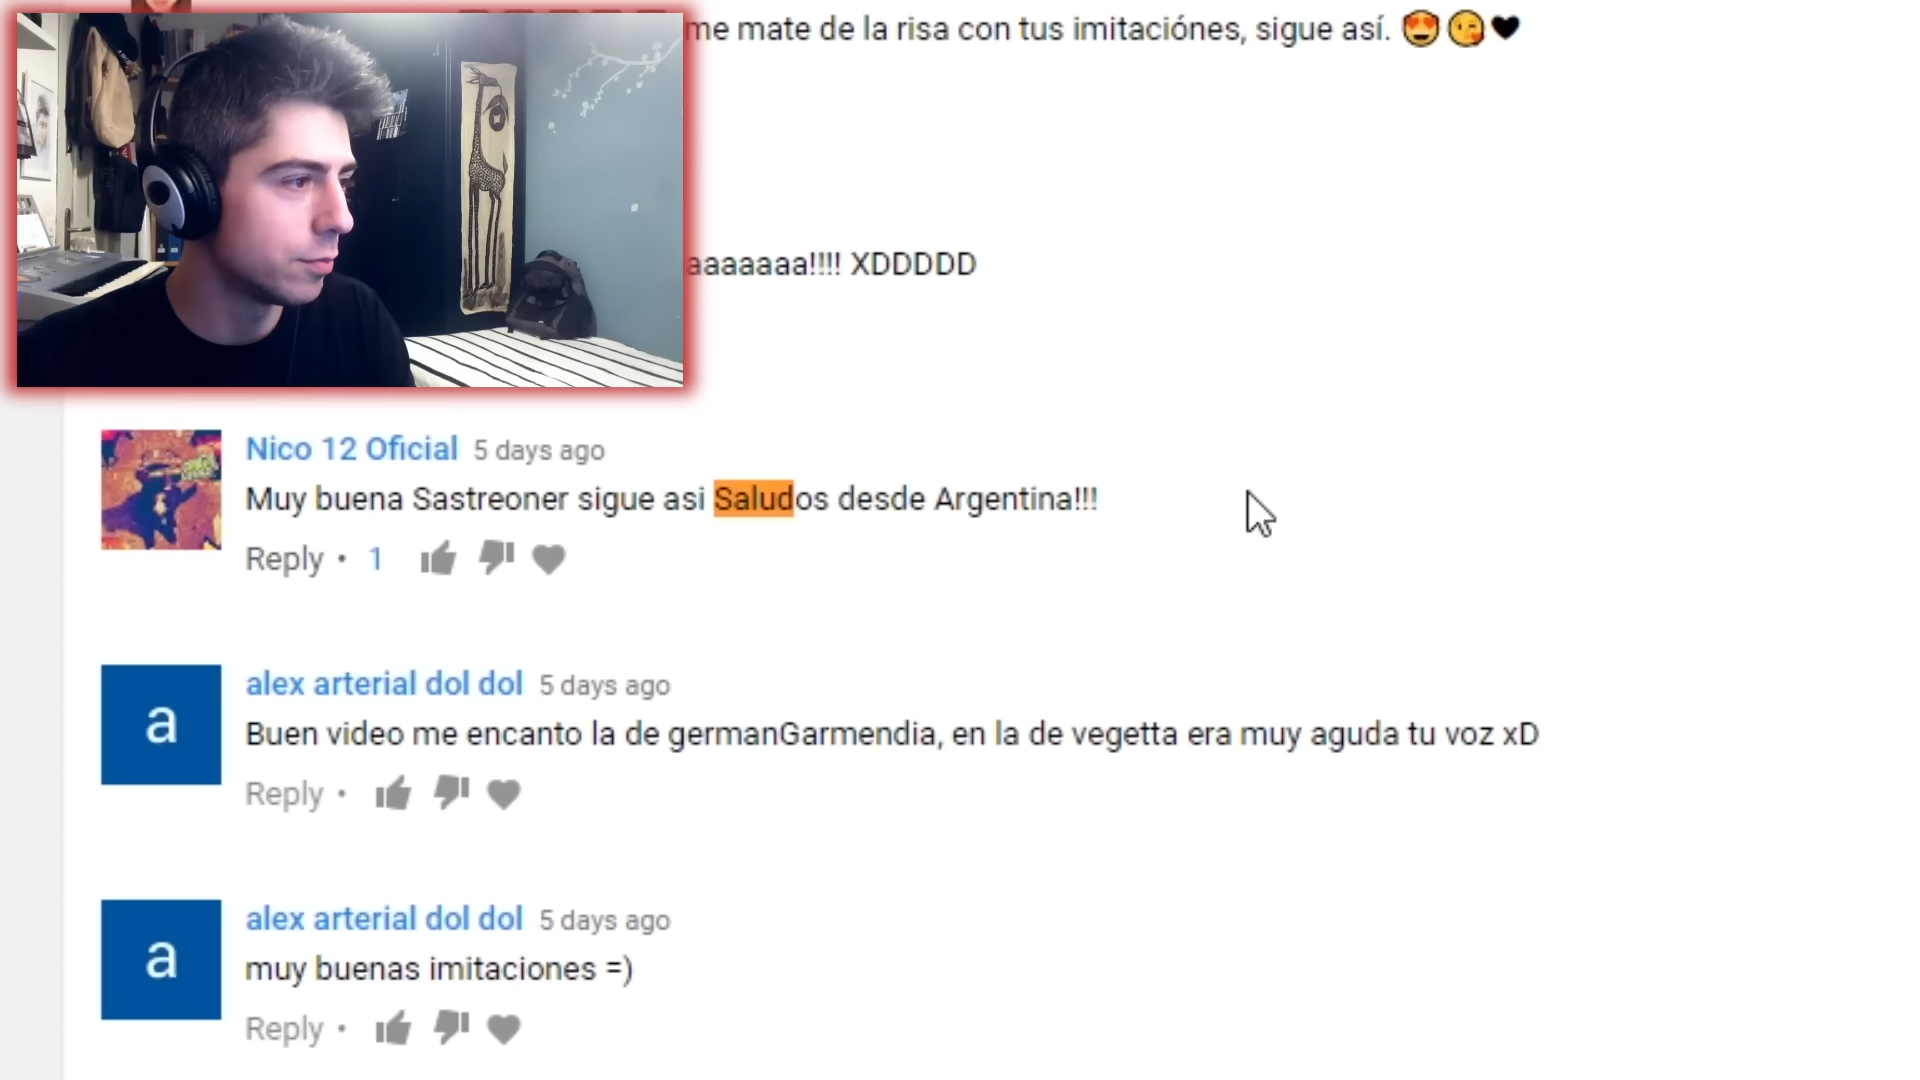 me mate de la risa con tus imitaciónes, sigue así. 😍😘🖤
aaaaaaa!!!! XDDDDD
Nico 12 Oficial 5 days ago
Muy buena Sastreoner sigue asi Saludos desde Argentina!!!
Reply • 1
a
alex arterial dol dol 5 days ago
Buen video me encanto la de germanGarmendia, en la de vegetta era muy aguda tu voz xD
Reply •
a
alex arterial dol dol 5 days ago
muy buenas imitaciones =)
Reply •